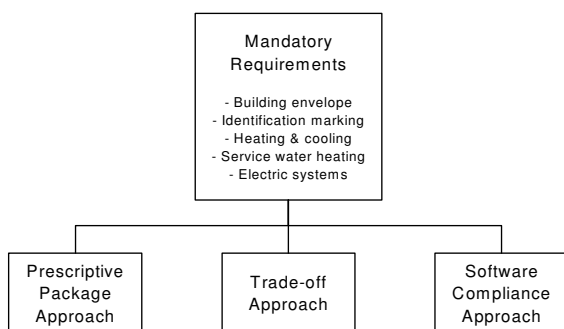 Mandatory
Requirements
- Building envelope
- Identification marking
- Heating & cooling
- Service water heating
- Electric systems
Prescriptive
Package
Approach
Trade-off
Approach
Software
Compliance
Approach